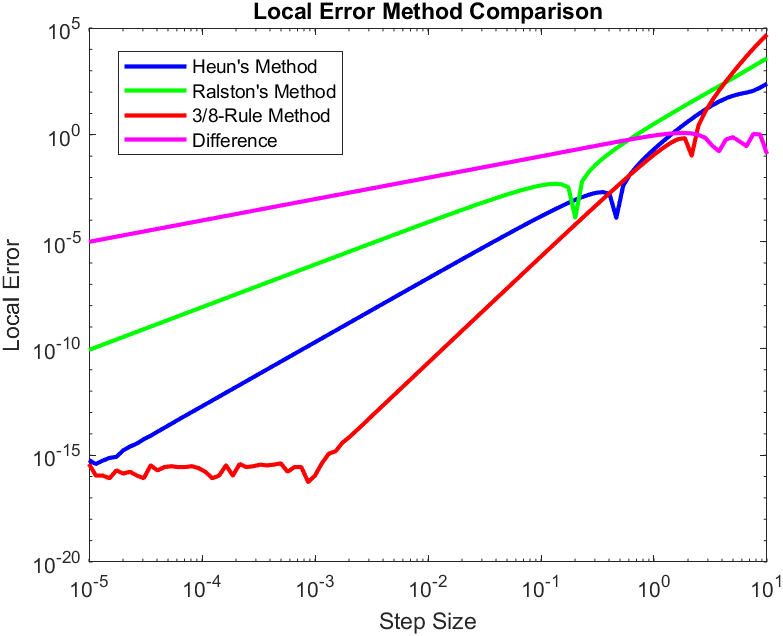 Local Error Method Comparison
Heun's Method
Ralston's Method
3/8-Rule Method
Difference
Local Error
10^5
10^0
10^-5
10^-10
10^-15
10^-20
10^-5 10^-4 10^-3 10^-2 10^-1 10^0 10^1
Step Size